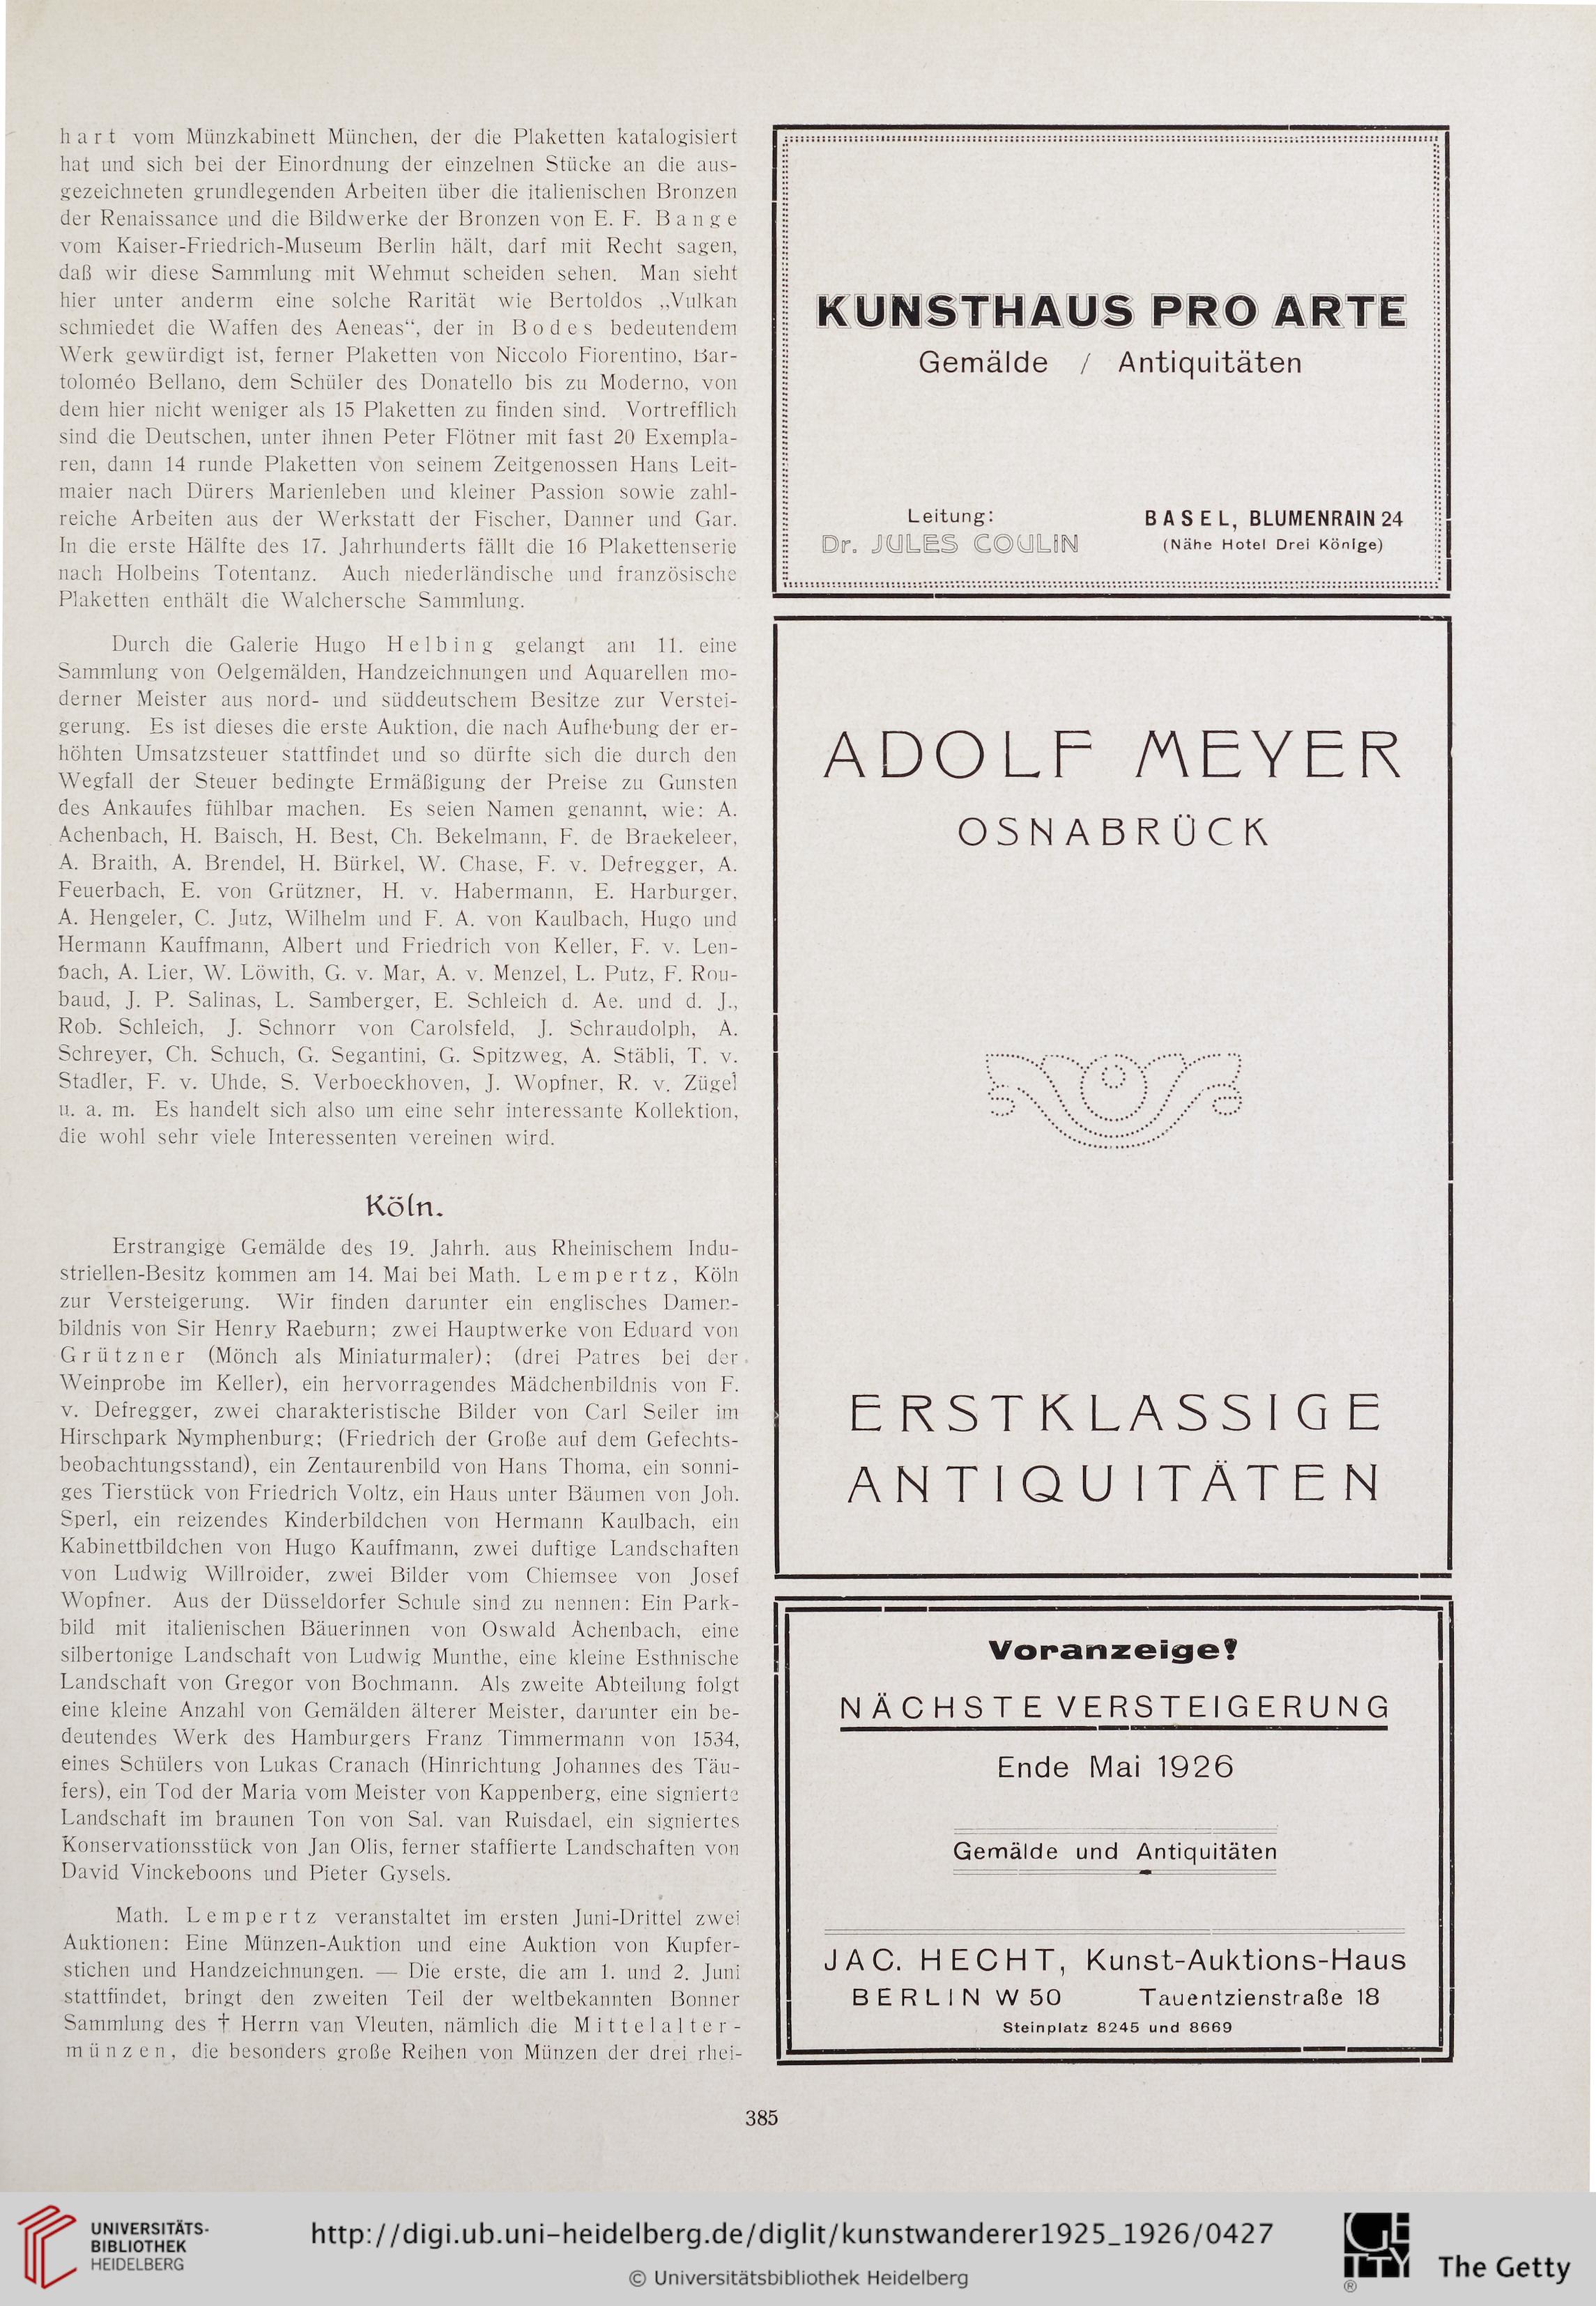 hart vom Münzkabinett München, der die Plaketten katalogisiert
hat und sich bei der Einordnung der einzelnen Stücke an die aus-
gezeichneten grundlegenden Arbeiten über die italienischen Bronzen
der Renaissance und die Bildwerke der Bronzen von E. F. Bange
vom Kaiser-Friedrich-Museum Berlin hält, darf mit Recht sagen,
daß wir diese Sammlung mit Wehmut scheiden sehen. Man sieht
hier unter anderm eine solche Rarität wie Bertoldos „Vulkan
schmiedet die Waffen des Aeneas“, der in Bodes bedeutendem
Werk gewürdigt ist, ferner Plaketten von Niccolo Fiorentino, Bar-
toloméo Bellano, dem Schüler des Donatello bis zu Moderno, von
dem hier nicht weniger als 15 Plaketten zu finden sind. Vortrefflich
sind die Deutschen, unter ihnen Peter Flötner mit fast 20 Exempla-
ren, dann 14 runde Plaketten von seinem Zeitgenossen Hans Leit-
maier nach Dürers Marienleben und kleiner Passion sowie zahl-
reiche Arbeiten aus der Werkstatt der Fischer, Danner und Gar.
In die erste Hälfte des 17. Jahrhunderts fällt die 16 Plakettenserie
nach Holbeins Totentanz. Auch niederländische und französische
Plaketten enthält die Walchersche Sammlung.
Durch die Galerie Hugo Helbing gelangt am 11. eine
Sammlung von Oelgemälden, Handzeichnungen und Aquarellen mo-
derner Meister aus nord- und süddeutschem Besitze zur Verstei-
gerung. Es ist dieses die erste Auktion, die nach Aufhebung der er-
höhten Umsatzsteuer stattfindet und so dürfte sich die durch den
Wegfall der Steuer bedingte Ermäßigung der Preise zu Gunsten
des Ankaufes fühlbar machen. Es seien Namen genannt, wie: A.
Achenbach, H. Baisch, H. Best, Ch. Bekelmann, F. de Braekeleer,
A. Braith, A. Brendel, H. Bürkel, W. Chase, F. v. Defregger, A.
Feuerbach, E. von Grützner, H. v. Habermann, E. Harburger,
A. Hengeler, C. Jutz, Wilhelm und F. A. von Kaulbach, Hugo und
Hermann Kauffmann, Albert und Friedrich von Keller, F. v. Len-
bach, A. Lier, W. Löwith, G. v. Mar, A. v. Menzel, L. Putz, F. Rou-
baud, J. P. Salinas, L. Samberger, E. Schleich d. Ae. und d. J.,
Rob. Schleich, J. Schnorr von Carolsfeld, J. Schraudolph, A.
Schreyer, Ch. Schuch, G. Segantini, G. Spitzweg, A. Stäbli, T. v.
Stadler, F. v. Uhde, S. Verboeckhoven, J. Wopfner, R. v. Zügel
u. a. m. Es handelt sich also um eine sehr interessante Kollektion,
die wohl sehr viele Interessenten vereinen wird.
Köln.
Erstrangige Gemälde des 19. Jahrh. aus Rheinischem Indu-
striellen-Besitz kommen am 14. Mai bei Math. Lempertz, Köln
zur Versteigerung. Wir finden darunter ein englisches Damen-
bildnis von Sir Henry Raeburn; zwei Hauptwerke von Eduard von
Grützner (Mönch als Miniaturmaler); (drei Patres bei der
Weinprobe im Keller), ein hervorragendes Mädchenbildnis von F.
v. Defregger, zwei charakteristische Bilder von Carl Seiler im
Hirschpark Nymphenburg; (Friedrich der Große auf dem Gefechts-
beobachtungsstand), ein Zentaurenbild von Hans Thoma, ein sonni-
ges Tierstück von Friedrich Voltz, ein Haus unter Bäumen von Joh.
Sperl, ein reizendes Kinderbildchen von Hermann Kaulbach, ein
Kabinettbildchen von Hugo Kauffmann, zwei duftige Landschaften
von Ludwig Willroider, zwei Bilder vom Chiemsee von Josef
Wopfner. Aus der Düsseldorfer Schule sind zu nennen: Ein Park-
bild mit italienischen Bäuerinnen von Oswald Achenbach, eine
silbertonige Landschaft von Ludwig Munthe, eine kleine Esthnische
Landschaft von Gregor von Bochmann. Als zweite Abteilung folgt
eine kleine Anzahl von Gemälden älterer Meister, darunter ein be-
deutendes Werk des Hamburgers Franz Timmermann von 1534,
eines Schülers von Lukas Cranach (Hinrichtung Johannes des Täu-
fers), ein Tod der Maria vom Meister von Kappenberg, eine signierte
Landschaft im braunen Ton von Sal. van Ruisdael, ein signiertes
Konservationsstück von Jan Olis, ferner staffierte Landschaften von
David Vinckeboons und Pieter Gysels.
Math. Lempertz veranstaltet im ersten Juni-Drittel zwei
Auktionen: Eine Münzen-Auktion und eine Auktion von Kupfer-
stichen und Handzeichnungen. — Die erste, die am 1. und 2. Juni
stattfindet, bringt den zweiten Teil der weltbekannten Bonner
Sammlung des † Herrn van Vleuten, nämlich die Mittelalter-
münzen, die besonders große Reihen von Münzen der drei rhei-
KUNSTHAUS PRO ARTE
Gemälde / Antiquitäten
Leitung:
Dr. JULES COULIN
BASEL, BLUMENRAIN 24
(Nähe Hotel Drei Könige)
ADOLF MEYER
OSNABRÜCK
ERSTKLASSIGE
ANTIQUITÄTEN
Voranzeige!
NÄCHSTE VERSTEIGERUNG
Ende Mai 1926
Gemälde und Antiquitäten
JAC. HECHT, Kunst-Auktions-Haus
BERLIN W 50 Tauentzienstraße 18
Steinplatz 8245 und 8669
385
UNIVERSITÄTS-
BIBLIOTHEK
HEIDELBERG
http://digi.ub.uni-heidelberg.de/diglit/kunstwanderer1925_1926/0427
© Universitätsbibliothek Heidelberg
GETTY
®
The Getty